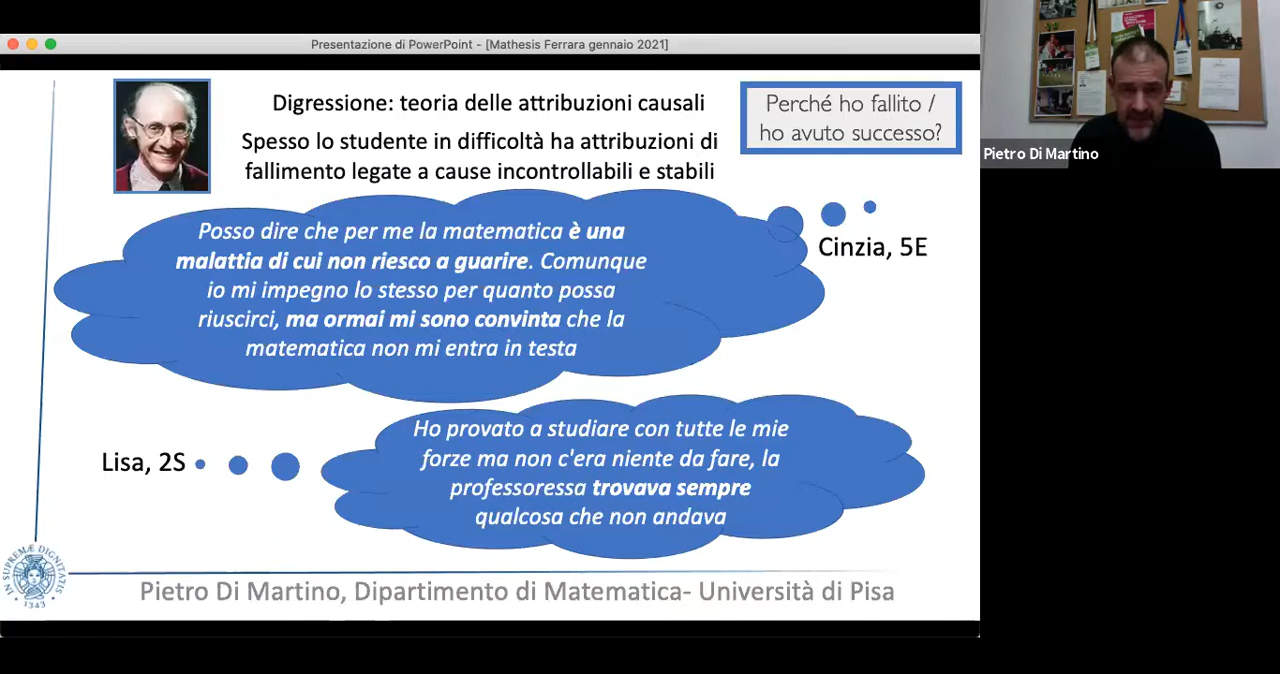 Presentazione di PowerPoint - [Mathesis Ferrara gennaio 2021]
Digressione: teoria delle attribuzioni causali
Spesso lo studente in difficoltà ha attribuzioni di
fallimento legate a cause incontrollabili e stabili
Perché ho fallito /
ho avuto successo?
Pietro Di Martino
Posso dire che per me la matematica è una
malattia di cui non riesco a guarire. Comunque
io mi impegno lo stesso per quanto possa
riuscirci, ma ormai mi sono convinta che la
matematica non mi entra in testa
Cinzia, 5E
Ho provato a studiare con tutte le mie
forze ma non c'era niente da fare, la
professoressa trovava sempre
qualcosa che non andava
Lisa, 2S
IN SUPREMÆ DIGNITATIS
1343
Pietro Di Martino, Dipartimento di Matematica- Università di Pisa